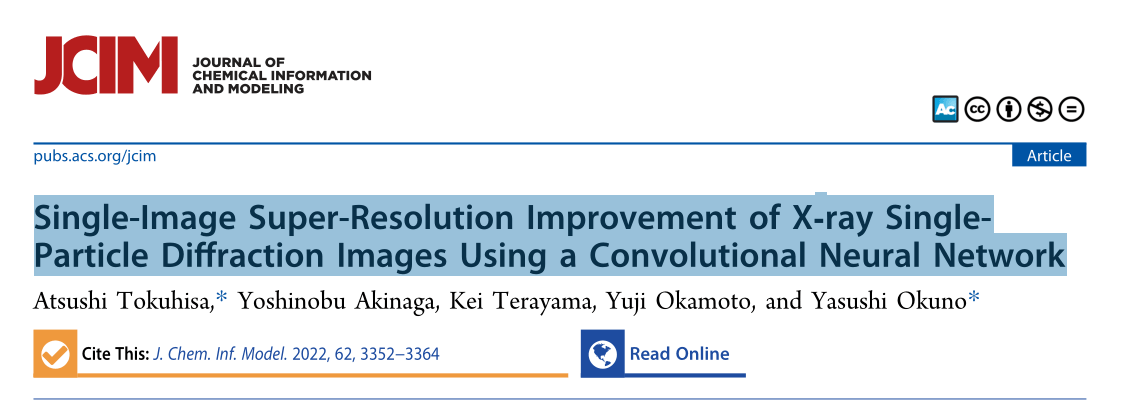 JCIM
JOURNAL OF
CHEMICAL INFORMATION
AND MODELING
Ac cc $ =
pubs.acs.org/jcim
Article
Single-Image Super-Resolution Improvement of X-ray Single-
Particle Diffraction Images Using a Convolutional Neural Network
Atsushi Tokuhisa,* Yoshinobu Akinaga, Kei Terayama, Yuji Okamoto, and Yasushi Okuno*
Cite This: J. Chem. Inf. Model. 2022, 62, 3352−3364
Read Online